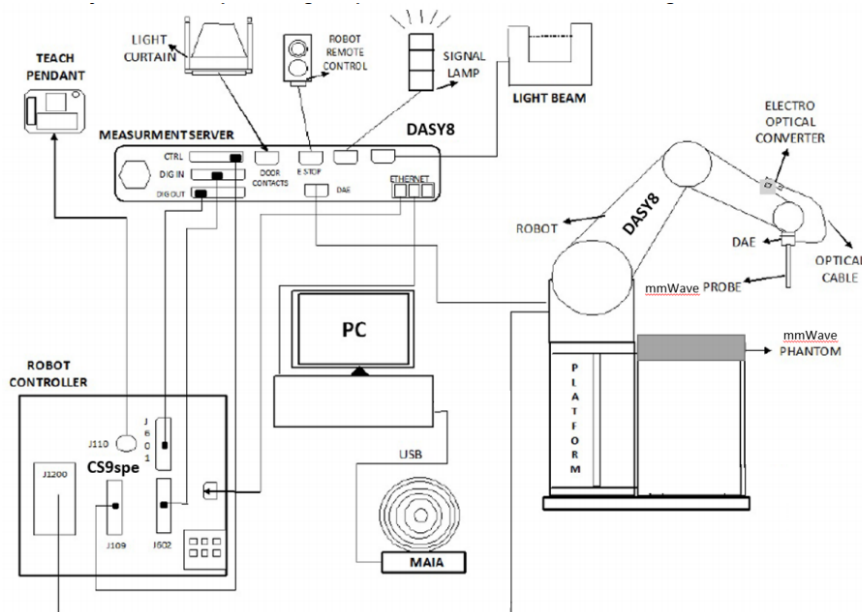 LIGHT
CURTAIN
ROBOT
REMOTE
CONTROL
SIGNAL
LAMP
LIGHT BEAM
TEACH
PENDANT
ELECTRO
OPTICAL
CONVERTER
MEASURMENT SERVER
DASY8
CTRL
DIG IN
DIG OUT
DOOR
CONTACTS
E STOP
DAE
ETHERNET
ROBOT
DASY8
DAE
OPTICAL
CABLE
mmWave PROBE
PC
mmWave
PHANTOM
PLATFORM
ROBOT
CONTROLLER
J110
J601
CS9spe
J1200
J109
J602
USB
MAIA